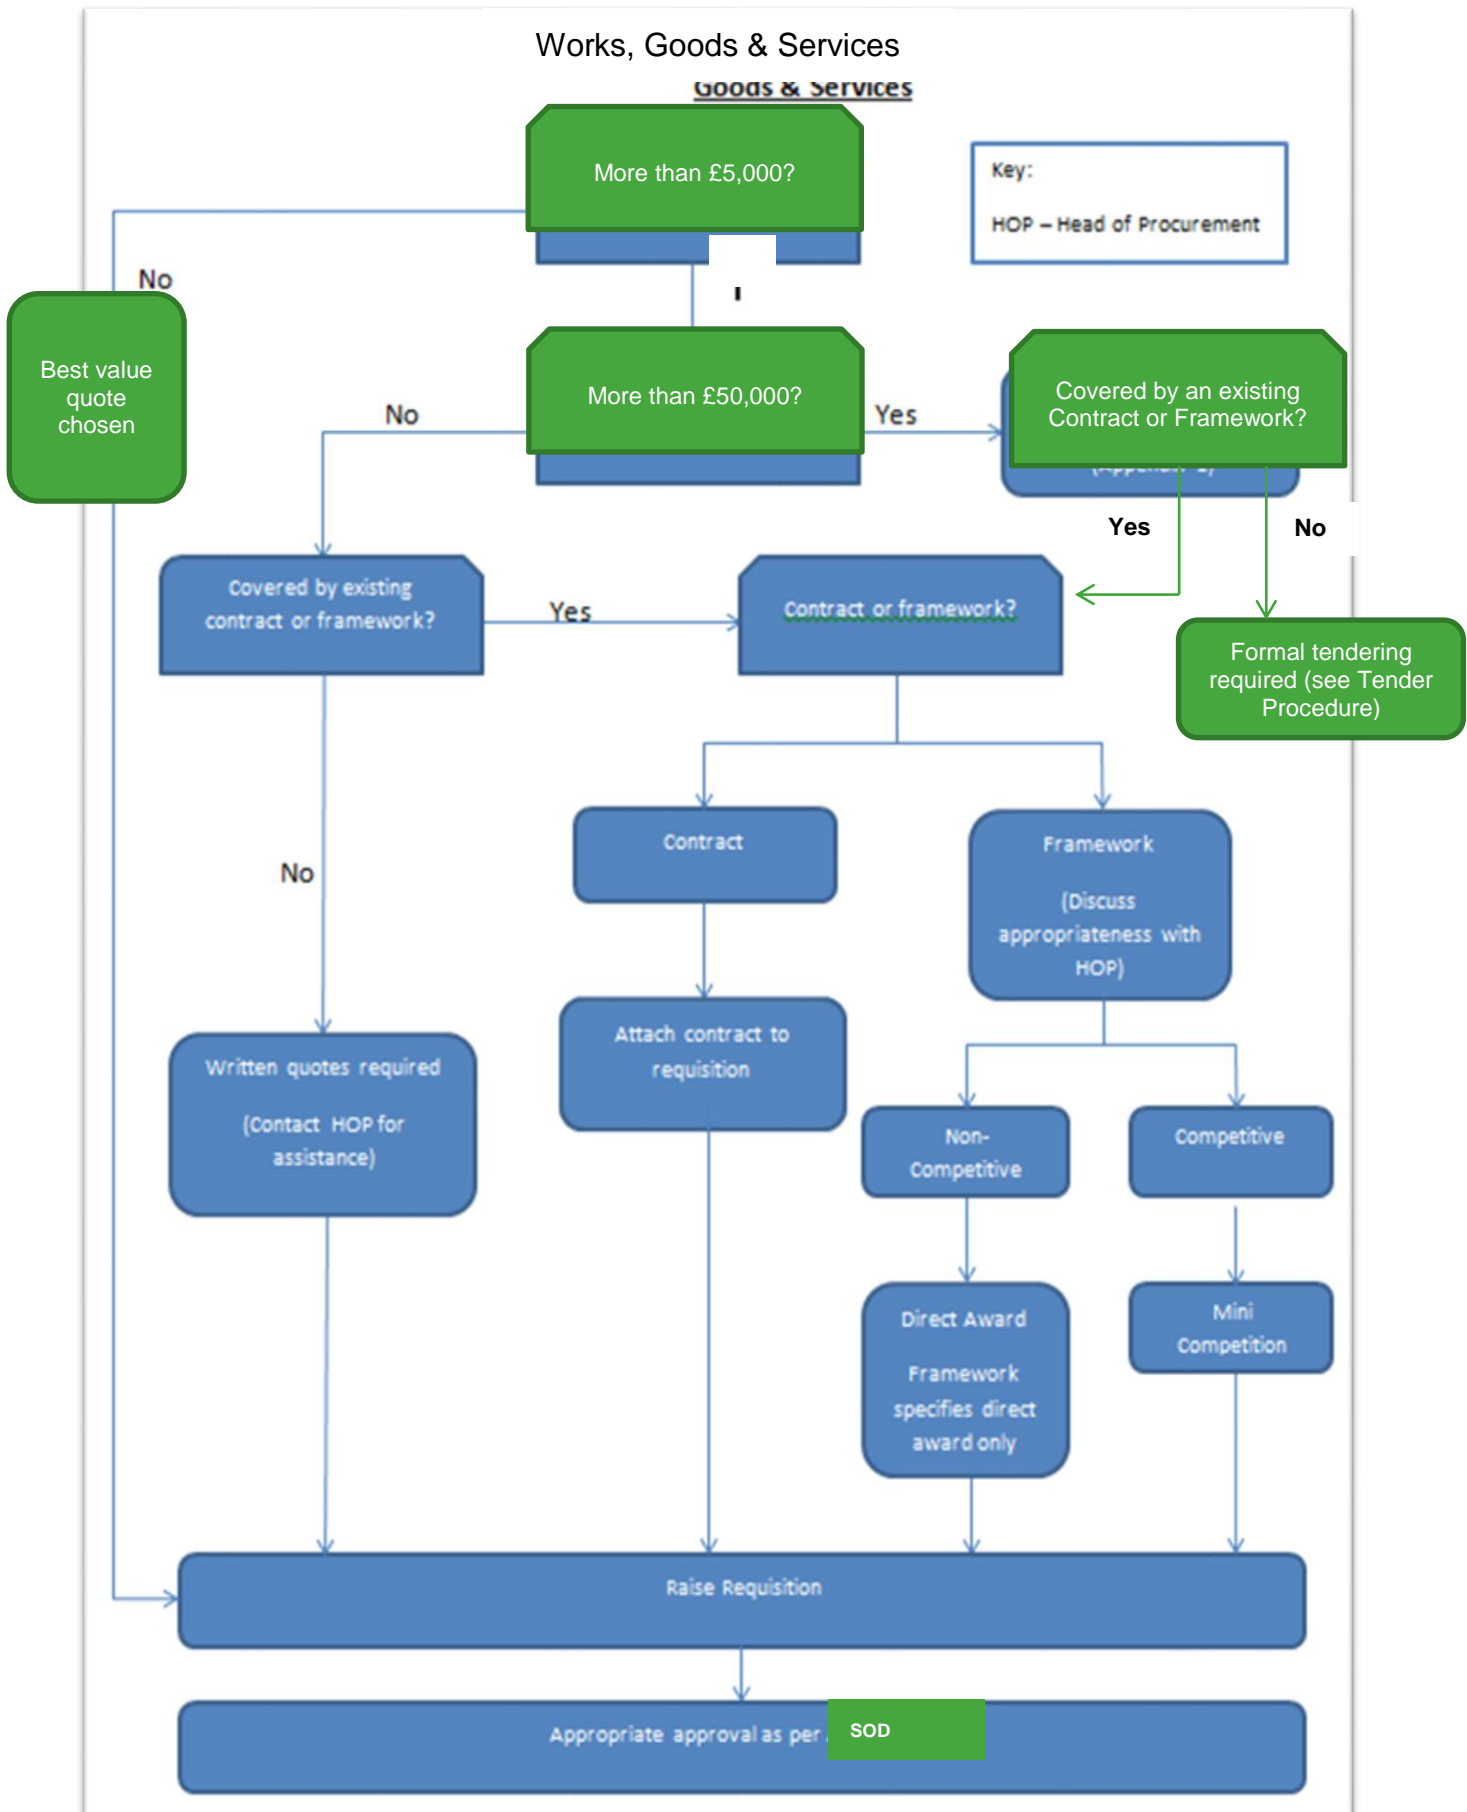 Works, Goods & Services
Goods & Services
More than £5,000?
Key:
HOP – Head of Procurement
No
Best value
quote
chosen
More than £50,000?
No
Yes
Covered by an existing
Contract or Framework?
Yes
No
Covered by existing
contract or framework?
Yes
Contract or framework?
Formal tendering
required (see Tender
Procedure)
No
Contract
Framework
(Discuss
appropriateness with
HOP)
Attach contract to
requisition
Written quotes required
(Contact HOP for
assistance)
Non-
Competitive
Competitive
Direct Award
Framework
specifies direct
award only
Mini
Competition
Raise Requisition
Appropriate approval as per
SOD